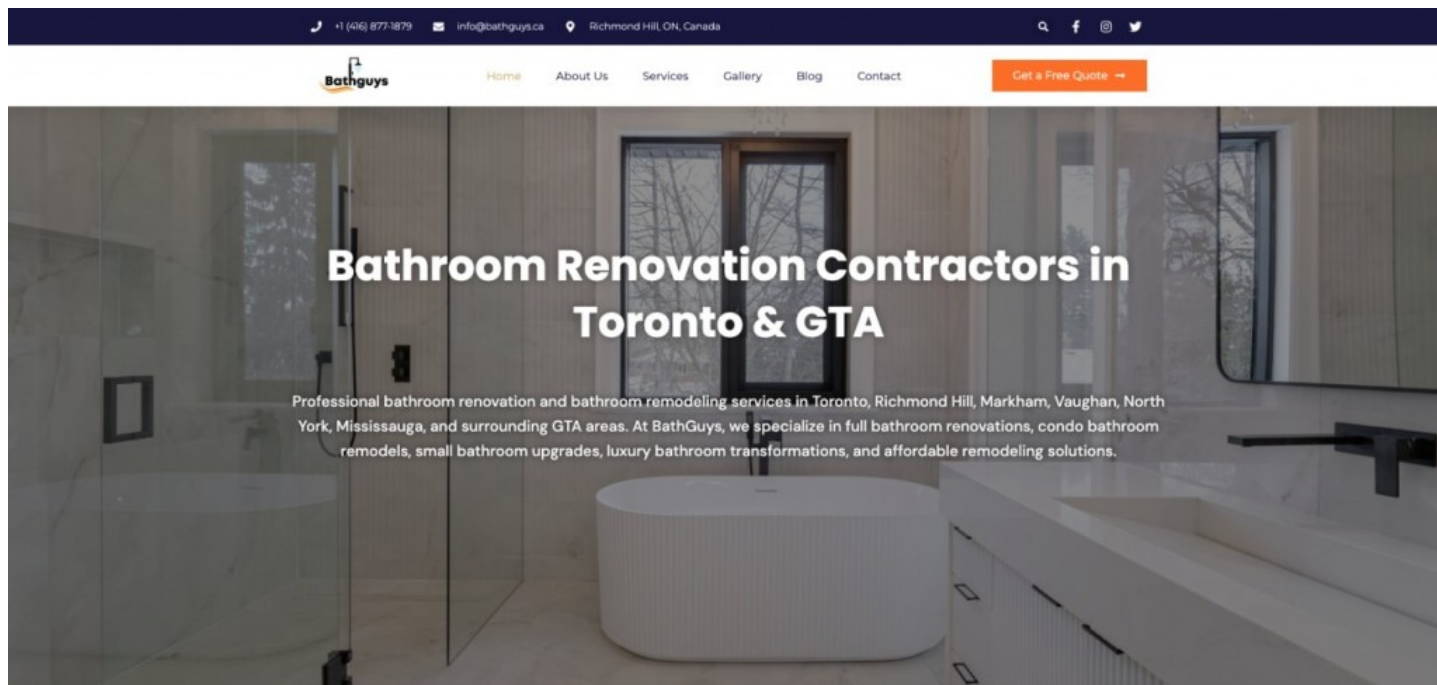 +1 (416) 877-1879 info@bathguys.ca Richmond Hill, ON, Canada
Bathguys Home About Us Services Gallery Blog Contact Get a Free Quote →
Bathroom Renovation Contractors in
Toronto & GTA
Professional bathroom renovation and bathroom remodeling services in Toronto, Richmond Hill, Markham, Vaughan, North
York, Mississauga, and surrounding GTA areas. At BathGuys, we specialize in full bathroom renovations, condo bathroom
remodels, small bathroom upgrades, luxury bathroom transformations, and affordable remodeling solutions.